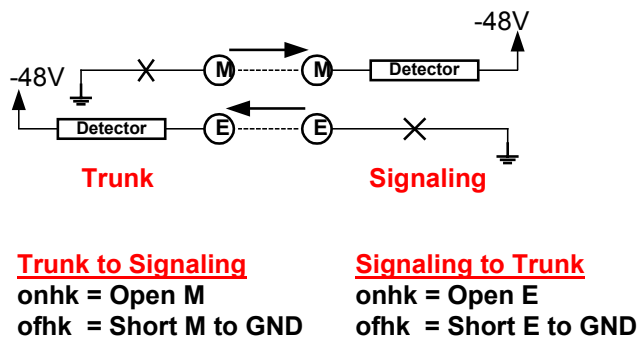 -48V
M M Detector
-48V
Detector E E
Trunk Signaling
Trunk to Signaling
onhk = Open M
ofhk = Short M to GND
Signaling to Trunk
onhk = Open E
ofhk = Short E to GND